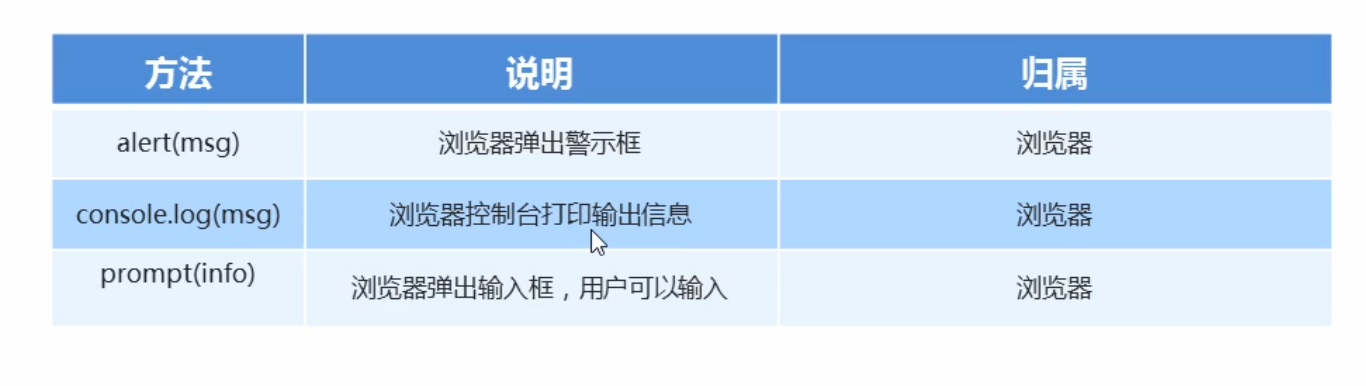 方法 说明 归属
alert(msg) 浏览器弹出警示框 浏览器
console.log(msg) 浏览器控制台打印输出信息 浏览器
prompt(info) 浏览器弹出输入框，用户可以输入 浏览器